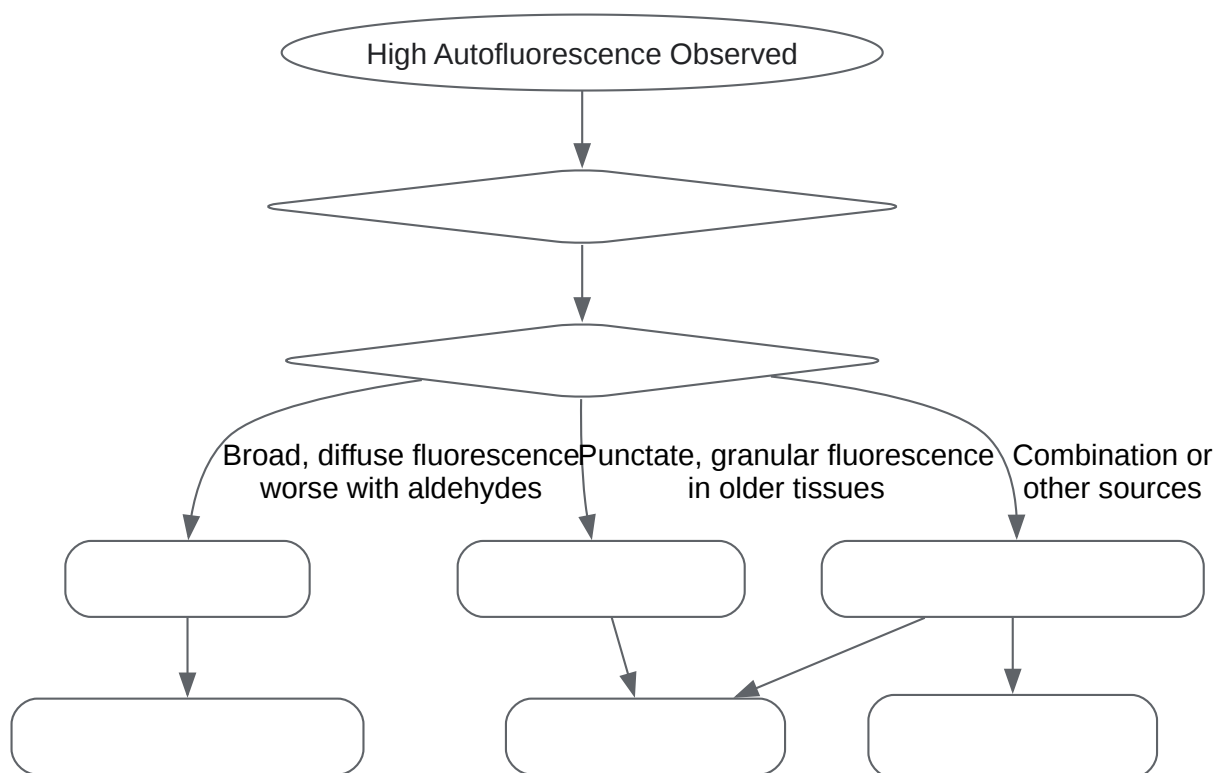 High Autofluorescence Observed
Broad, diffuse fluorescence
worse with aldehydes
Punctate, granular fluorescence
in older tissues
Combination or
other sources